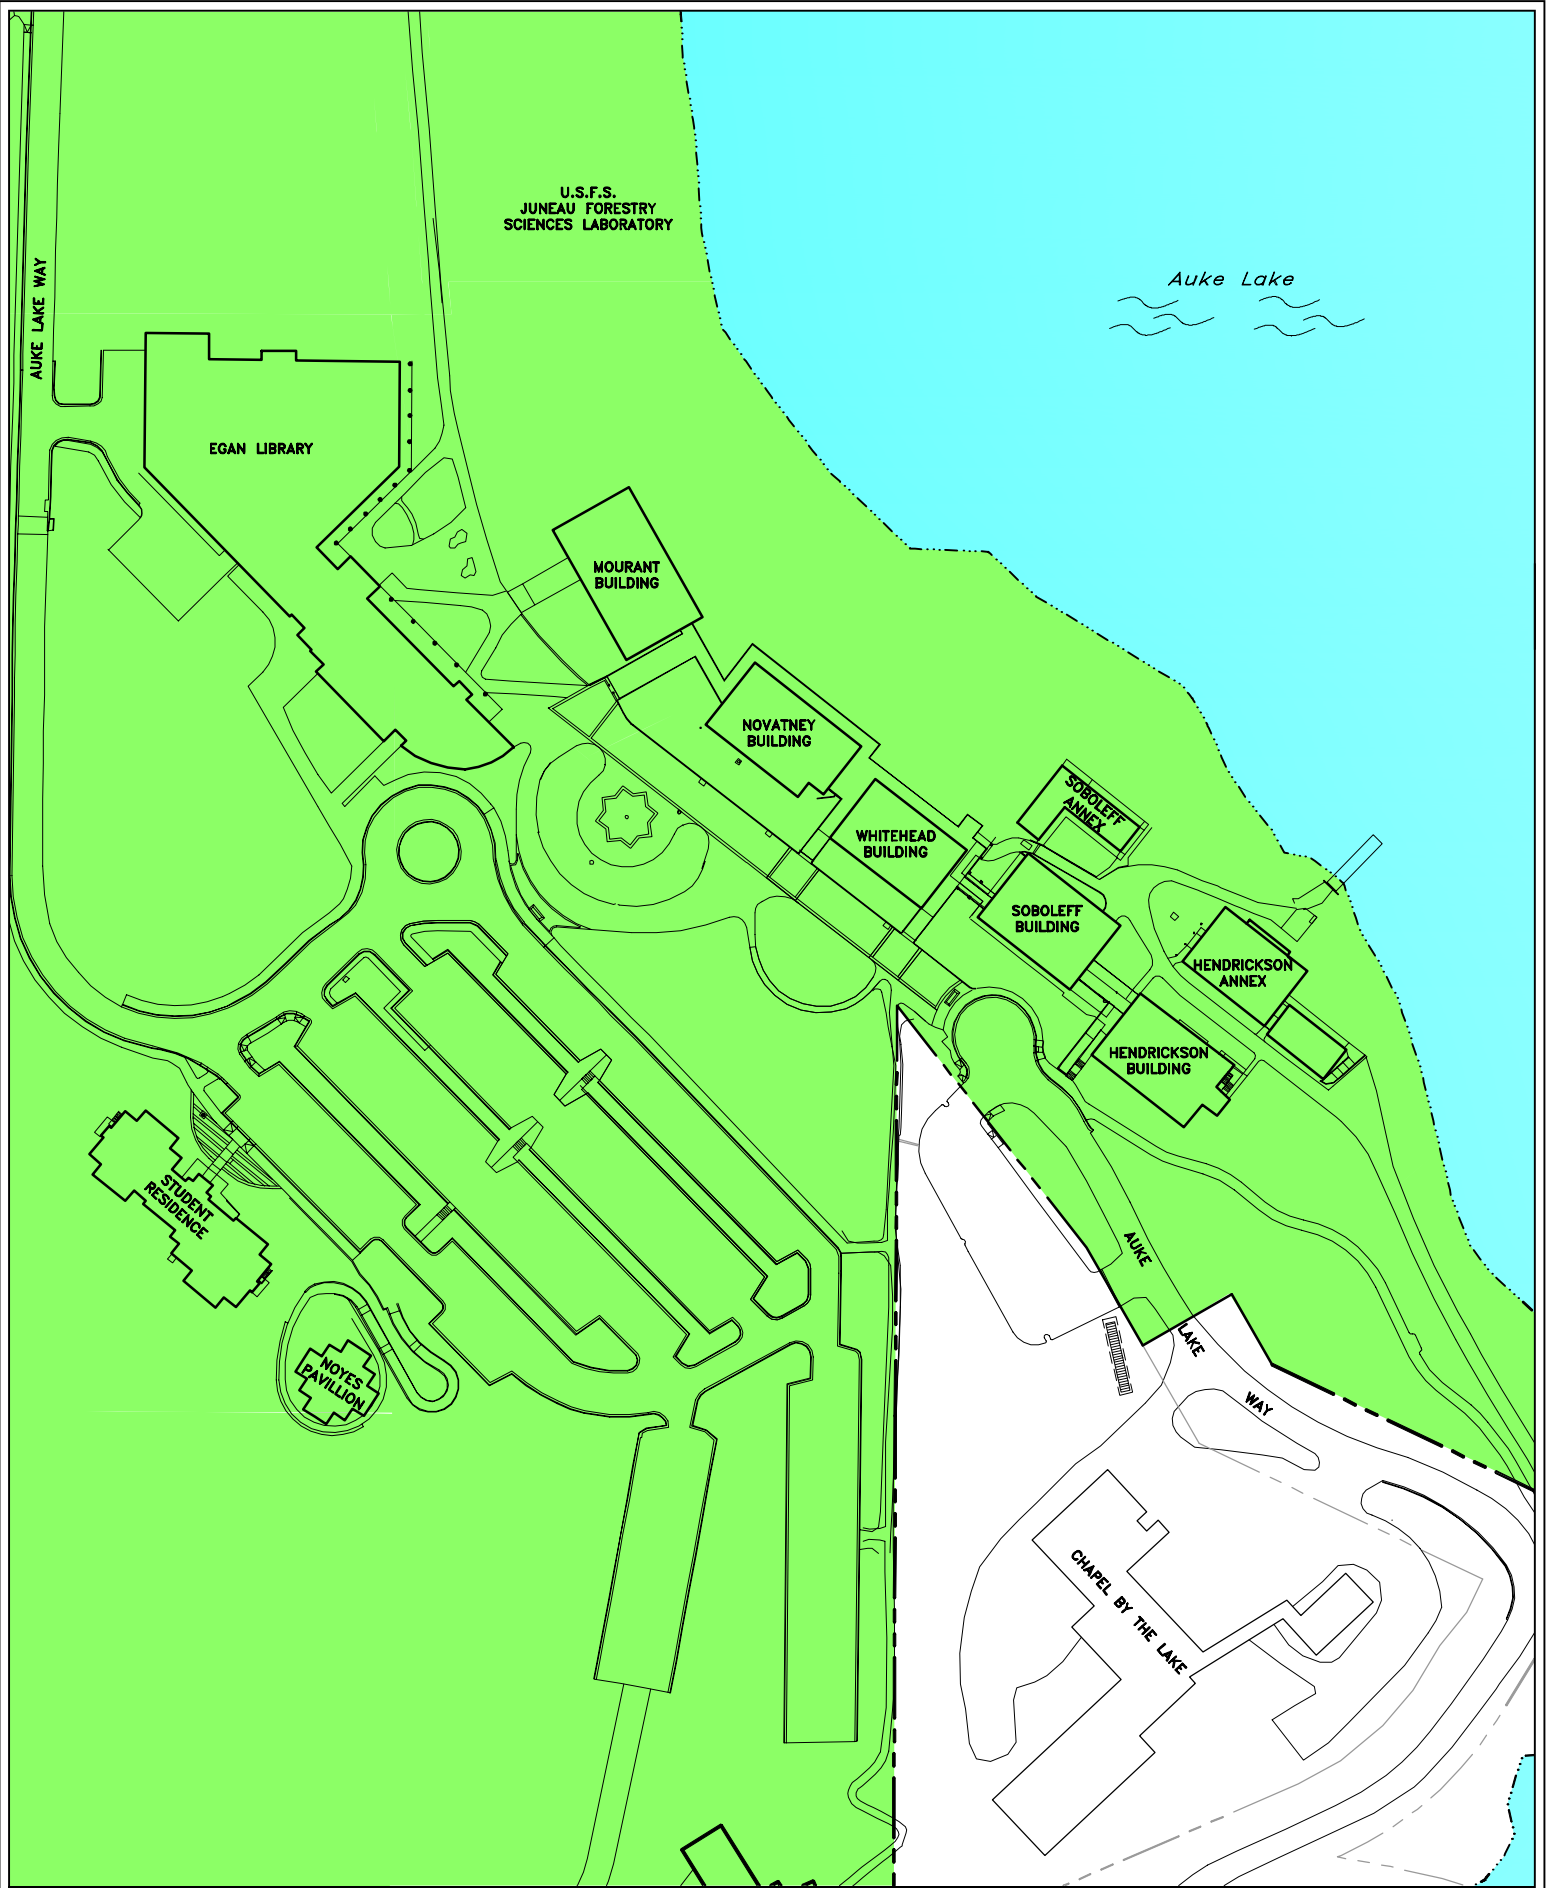 U.S.F.S.
JUNEAU FORESTRY
SCIENCES LABORATORY
Auke Lake
AUKE LAKE WAY
EGAN LIBRARY
MOURANT
BUILDING
NOVATNEY
BUILDING
SOBOLEFF
ANNEX
WHITEHEAD
BUILDING
SOBOLEFF
BUILDING
HENDRICKSON
ANNEX
HENDRICKSON
BUILDING
STUDENT
RESIDENCE
AUKE
LAKE
WAY
NOYES
PAVILLION
CHAPEL BY THE LAKE